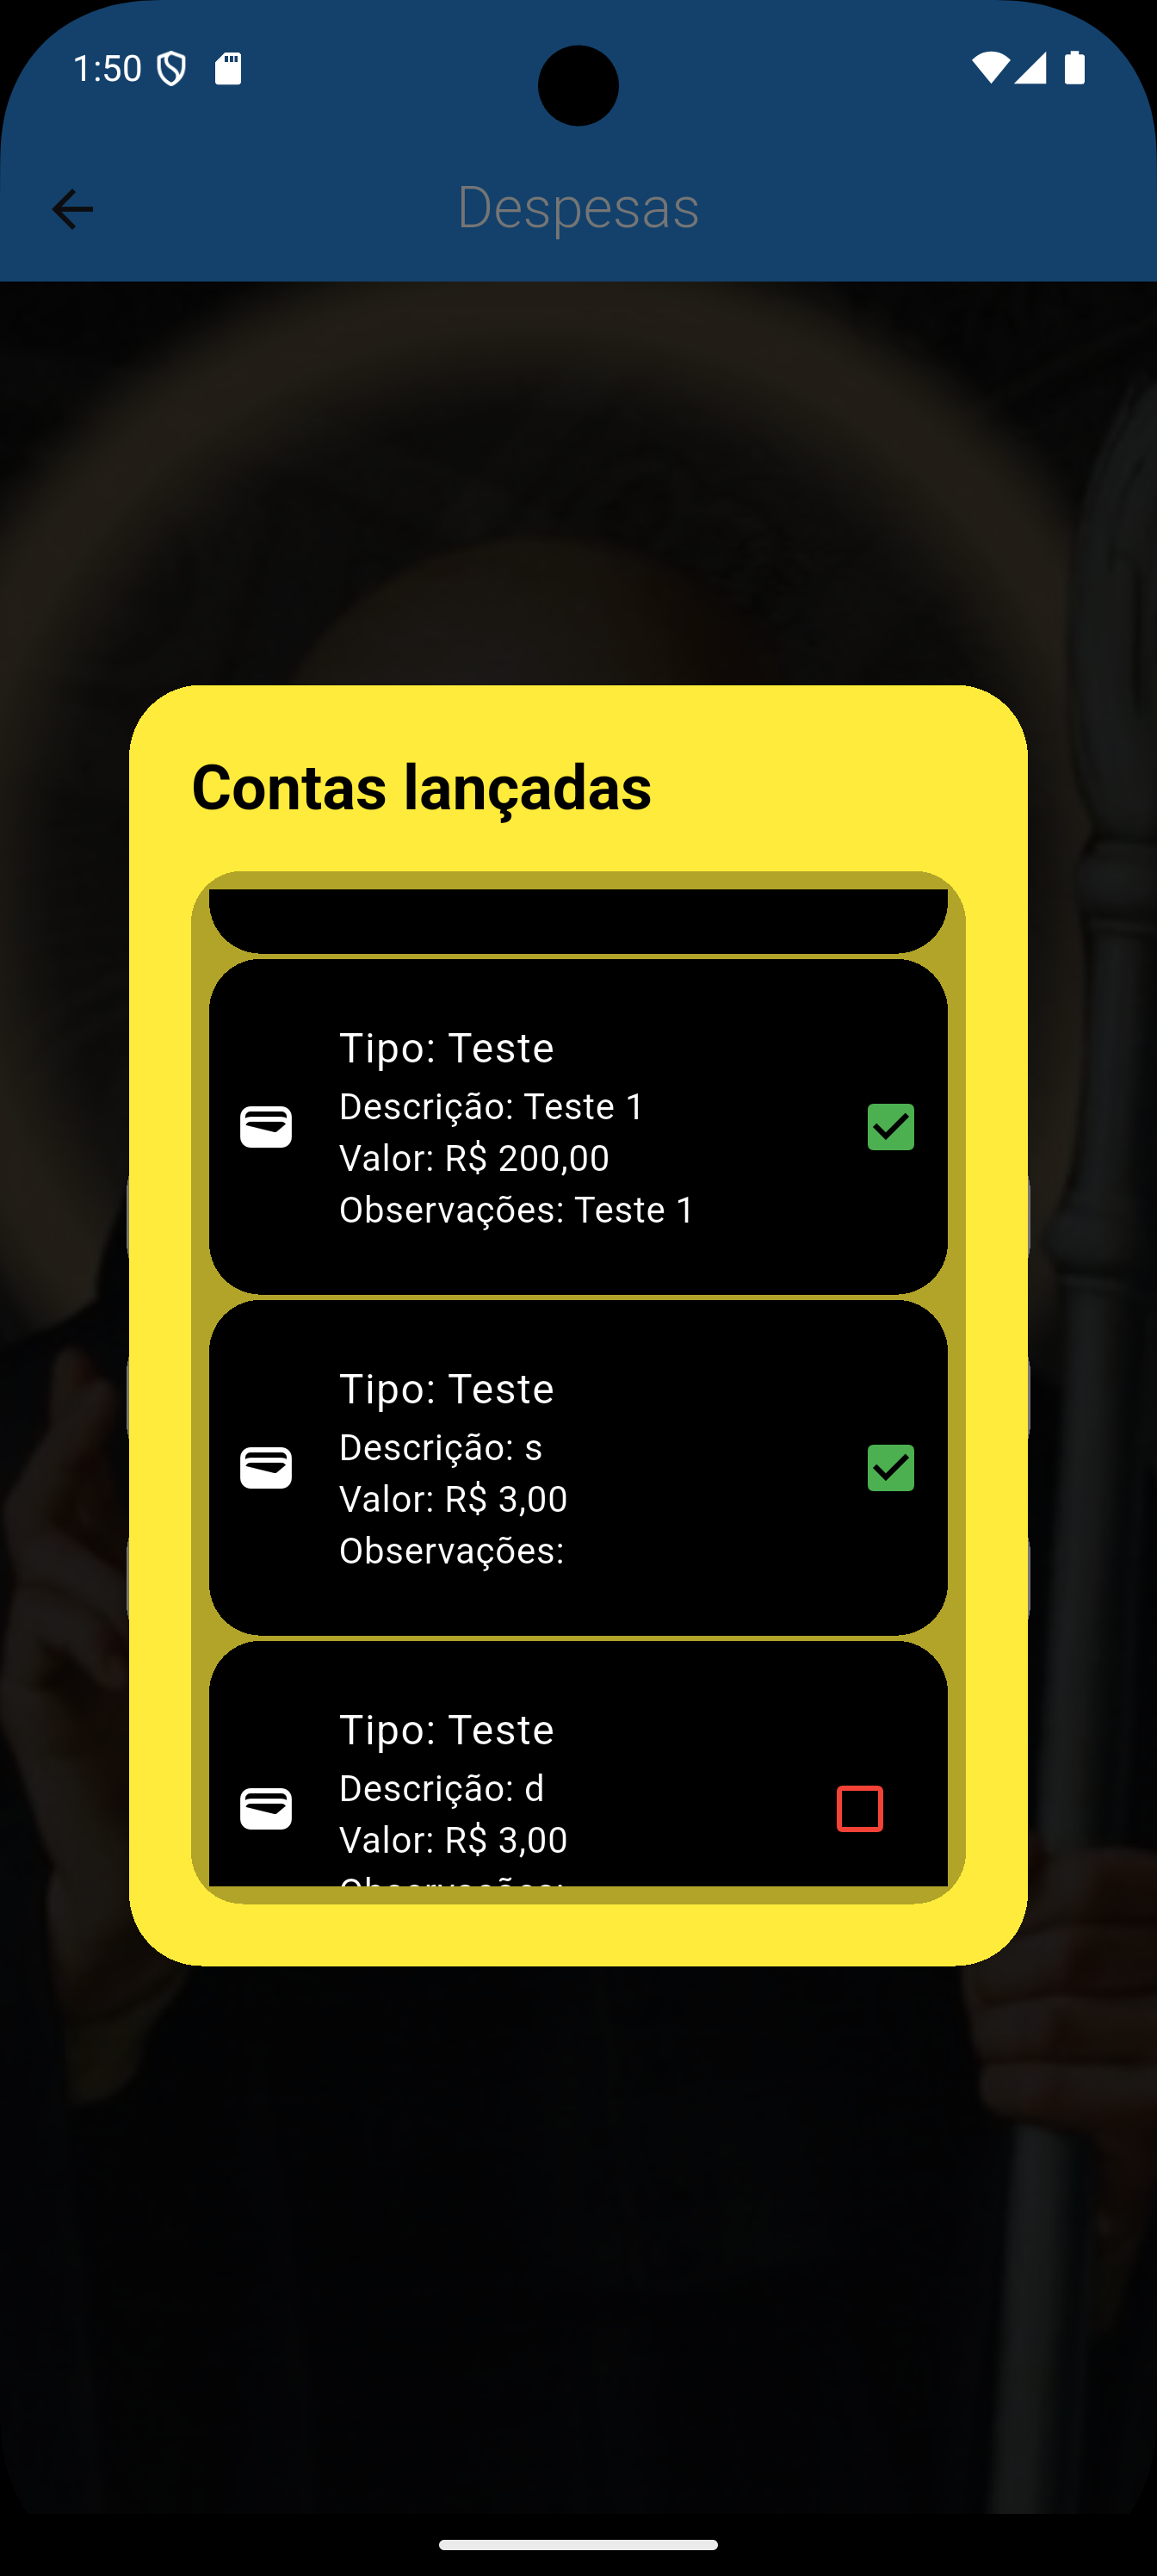 1:50
Despesas
Contas lançadas
Tipo: Teste
Descrição: Teste 1
Valor: R$ 200,00
Observações: Teste 1
Tipo: Teste
Descrição: s
Valor: R$ 3,00
Observações:
Tipo: Teste
Descrição: d
Valor: R$ 3,00
Observações: